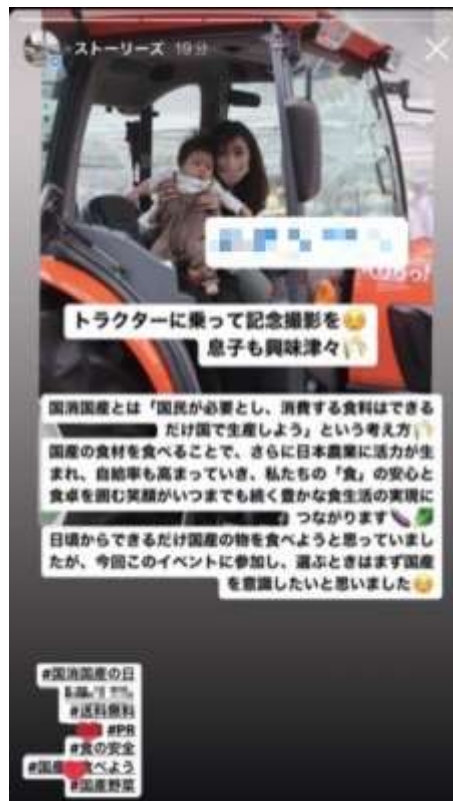 ストーリーズ 19分
トラクターに乗って記念撮影を😊
息子も興味津々
国消国産とは「国民が必要とし、消費する食料はできる
だけ国で生産しよう」という考え方
国産の食材を食べることで、さらに日本農業に活力が生
まれ、自給率も高まっていき、私たちの「食」の安心と
食卓を囲む笑顔がいつまでも続く豊かな食生活の実現に
つながります🍆🥦
日頃からできるだけ国産の物を食べようと思っていまし
たが、今回このイベントに参加し、選ぶときはまず国産
を意識したいと思いました😊
#国消国産の日
#送料無料
#PR
#食の安全
#国産 食べよう
#国産野菜